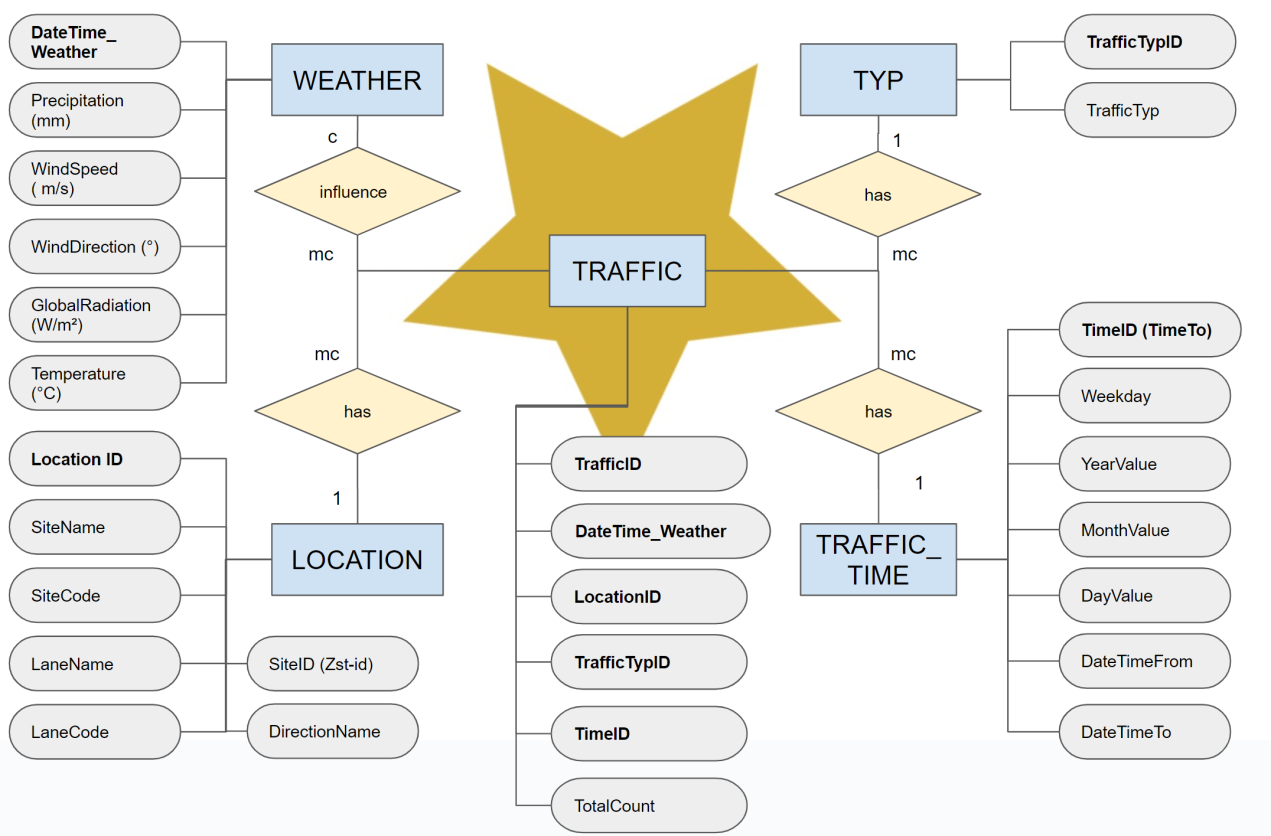 DateTime_
Weather
Precipitation
(mm)
WindSpeed
( m/s)
WindDirection (°)
GlobalRadiation
(W/m²)
Temperature
(°C)
WEATHER
c
influence
mc
mc
has
1
LOCATION
Location ID
SiteName
SiteCode
LaneName
LaneCode
SiteID (Zst-id)
DirectionName
TRAFFIC
TrafficID
DateTime_Weather
LocationID
TrafficTypID
TimeID
TotalCount
TYP
1
has
mc
mc
has
1
TRAFFIC_
TIME
TrafficTypID
TrafficTyp
TimeID (TimeTo)
Weekday
YearValue
MonthValue
DayValue
DateTimeFrom
DateTimeTo